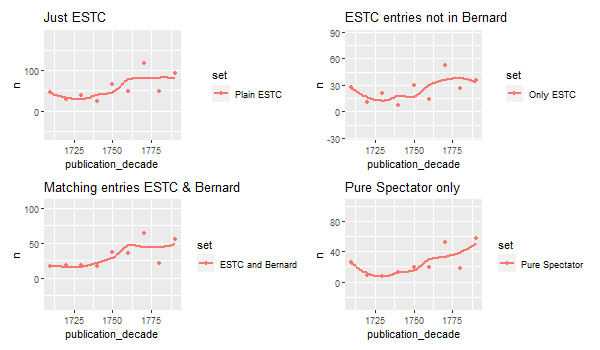 Just ESTC
100
0
n
1725
1750
1775
publication_decade
set
Plain ESTC
ESTC entries not in Bernard
90
60
30
0
-30
n
1725
1750
1775
publication_decade
set
Only ESTC
Matching entries ESTC & Bernard
100
50
0
n
1725
1750
1775
publication_decade
set
ESTC and Bernard
Pure Spectator only
80
40
0
n
1725
1750
1775
publication_decade
set
Pure Spectator